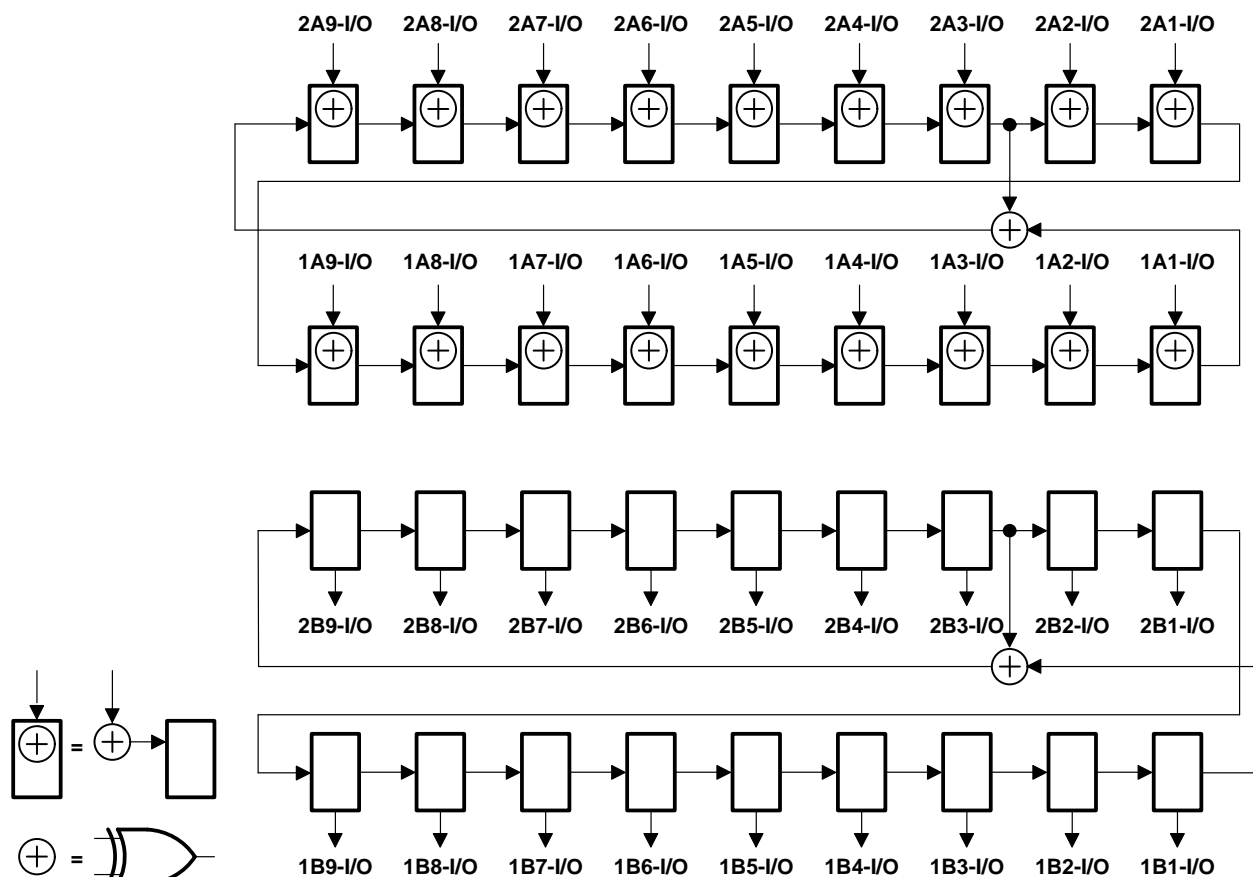 2A9-I/O 2A8-I/O 2A7-I/O 2A6-I/O 2A5-I/O 2A4-I/O 2A3-I/O 2A2-I/O 2A1-I/O
1A9-I/O 1A8-I/O 1A7-I/O 1A6-I/O 1A5-I/O 1A4-I/O 1A3-I/O 1A2-I/O 1A1-I/O
2B9-I/O 2B8-I/O 2B7-I/O 2B6-I/O 2B5-I/O 2B4-I/O 2B3-I/O 2B2-I/O 2B1-I/O
=
=
1B9-I/O 1B8-I/O 1B7-I/O 1B6-I/O 1B5-I/O 1B4-I/O 1B3-I/O 1B2-I/O 1B1-I/O